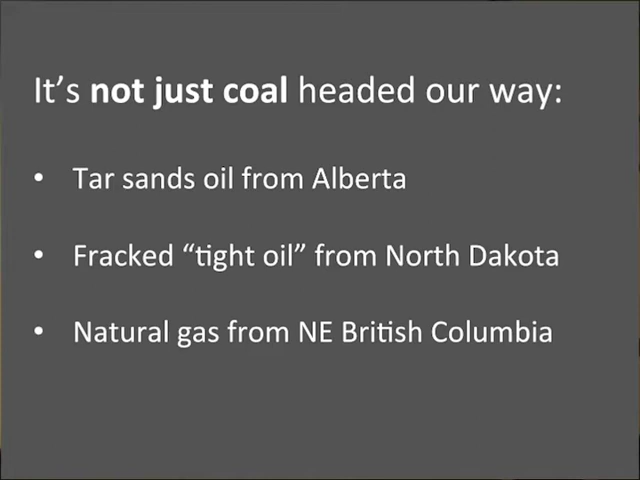 It’s not just coal headed our way:
• Tar sands oil from Alberta
• Fracked “tight oil” from North Dakota
• Natural gas from NE British Columbia